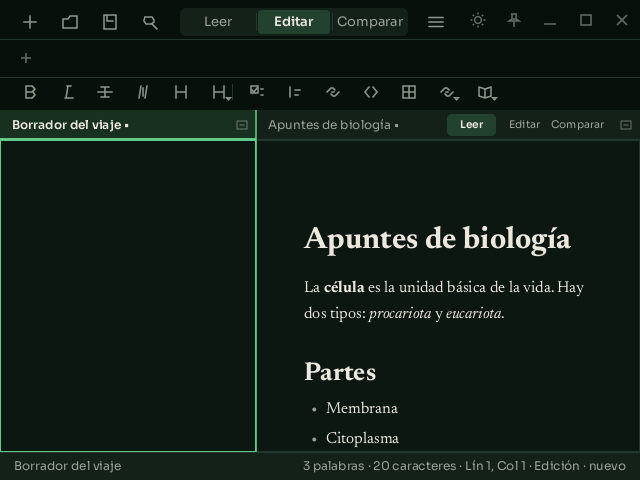 Leer Editar Comparar
Borrador del viaje •
Apuntes de biología • Leer Editar Comparar
Apuntes de biología
La célula es la unidad básica de la vida. Hay
dos tipos: procariota y eucariota.
Partes
• Membrana
• Citoplasma
Borrador del viaje 3 palabras · 20 caracteres · Lín 1, Col 1 · Edición · nuevo